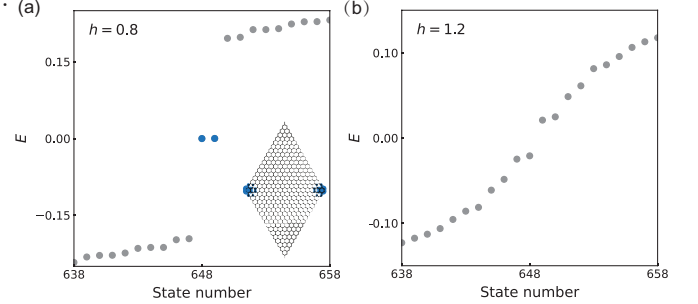 (a)
h = 0.8
E
0.15
0.00
−0.15
638
648
658
State number
(b)
h = 1.2
E
0.10
0.00
-0.10
638
648
658
State number